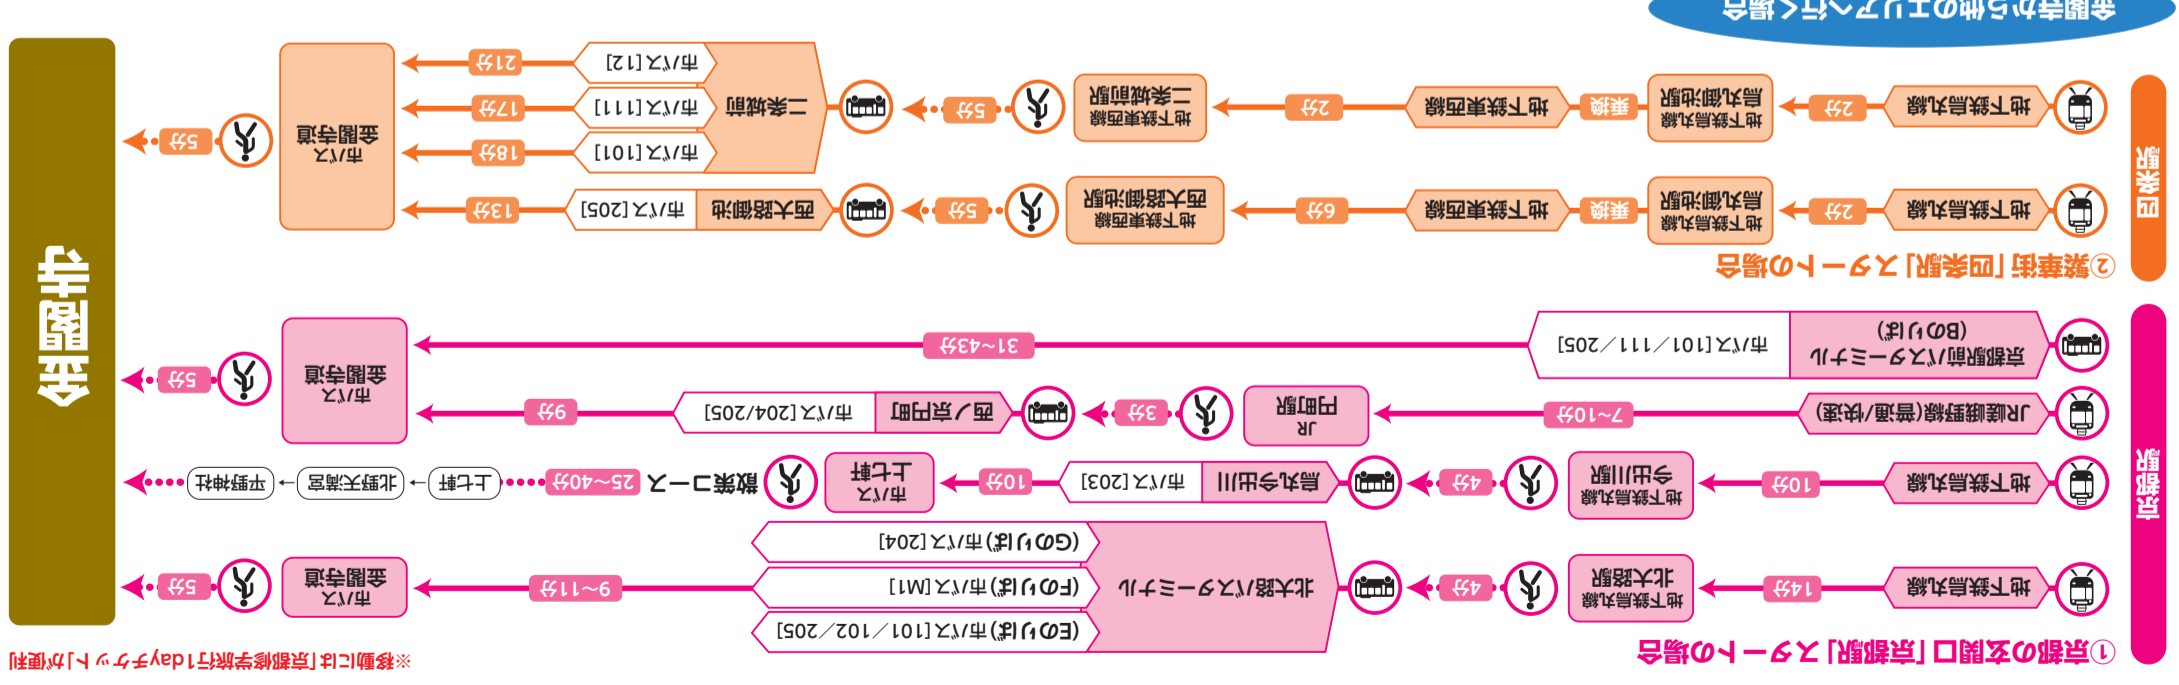 ①京都の玄関口「京都駅」スタートの場合
※移動には「京都修学旅行1dayチケット」が便利
京都駅
地下鉄烏丸線
14分
地下鉄烏丸線
北大路駅
4分
北大路バスターミナル
(Eのりば) 市バス [101／102／205]
(Fのりば) 市バス [M1]
(Gのりば) 市バス [204]
9~11分
市バス
金閣寺道
5分
地下鉄烏丸線
10分
地下鉄烏丸線
今出川駅
4分
烏丸今出川
市バス [203]
10分
市バス
上七軒
散策コース
25~40分
上七軒
→
北野天満宮
→
平野神社
JR嵯峨野線(普通/快速)
7~10分
JR
円町駅
3分
西ノ京円町
市バス [204/205]
9分
市バス
金閣寺道
5分
京都駅前バスターミナル
(Bのりば)
市バス [101／111／205]
31~43分
金閣寺
②繁華街「四条駅」スタートの場合
四条駅
地下鉄烏丸線
2分
地下鉄烏丸線
烏丸御池駅
乗換
地下鉄東西線
6分
地下鉄東西線
西大路御池駅
5分
西大路御池
市バス [205]
13分
地下鉄烏丸線
2分
地下鉄烏丸線
烏丸御池駅
乗換
地下鉄東西線
2分
地下鉄東西線
二条城前駅
5分
二条城前
市バス [101]
18分
市バス [111]
17分
市バス [12]
21分
市バス
金閣寺道
5分
金閣寺から他のエリアへ行く場合